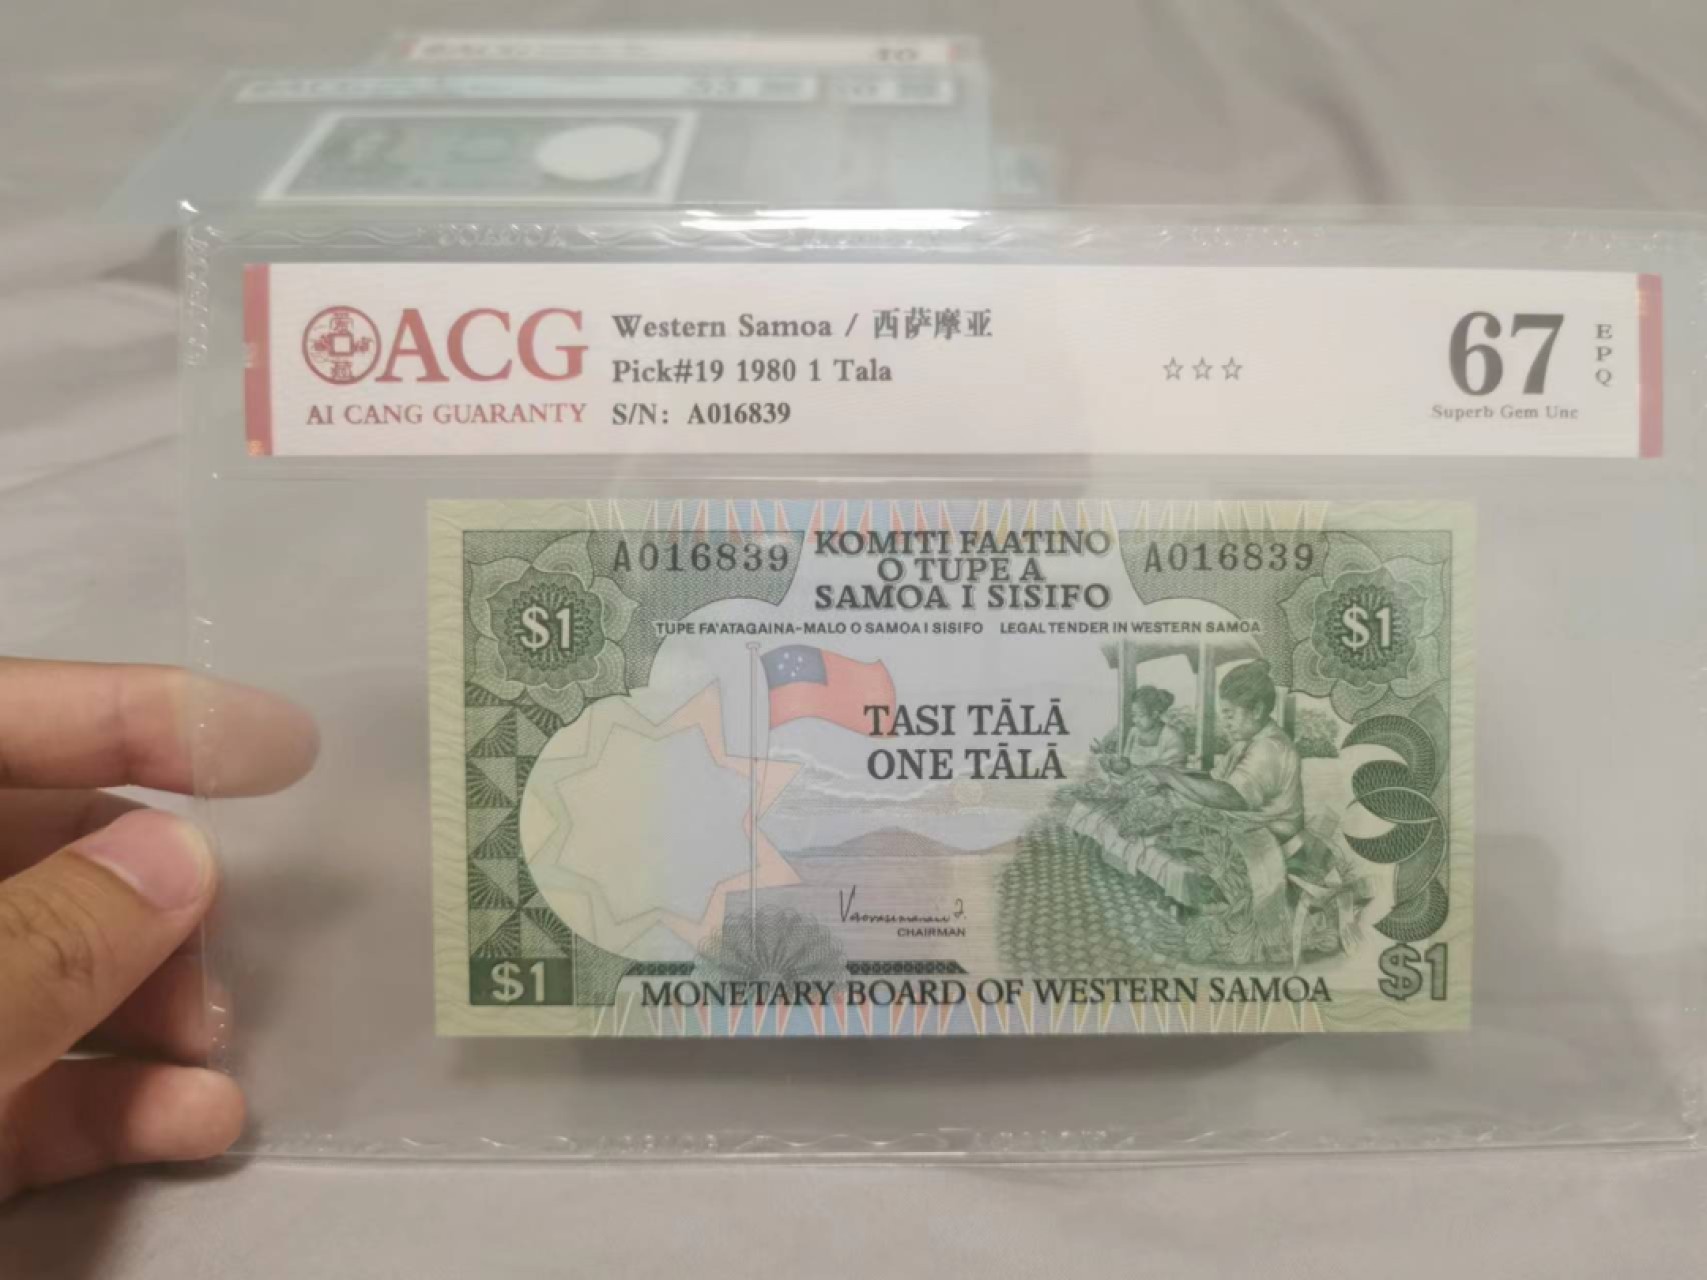 ACG
AI CANG GUARANTY
Western Samoa / 西萨摩亚
Pick#19 1980 1 Tala
S/N: A016839
☆☆☆
67
EPQ
Superb Gem Unc
A016839
KOMITI FAATINO
O TUPE A
SAMOA I SISIFO
A016839
$1
$1
TUPE FA'ATAGAINA-MALO O SAMOA I SISIFO LEGAL TENDER IN WESTERN SAMOA
TASI TĀLĀ
ONE TĀLĀ
CHAIRMAN
$1
MONETARY BOARD OF WESTERN SAMOA
$1